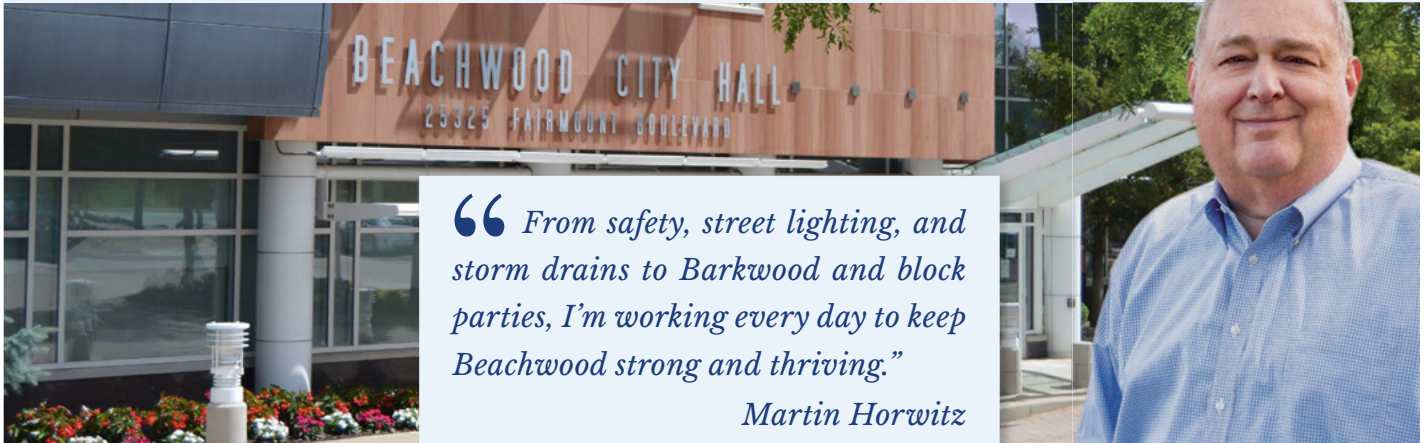 BEACHWOOD CITY HALL
25325 FAIRMOUNT BOULEVARD
“ From safety, street lighting, and
storm drains to Barkwood and block
parties, I’m working every day to keep
Beachwood strong and thriving.”
Martin Horwitz